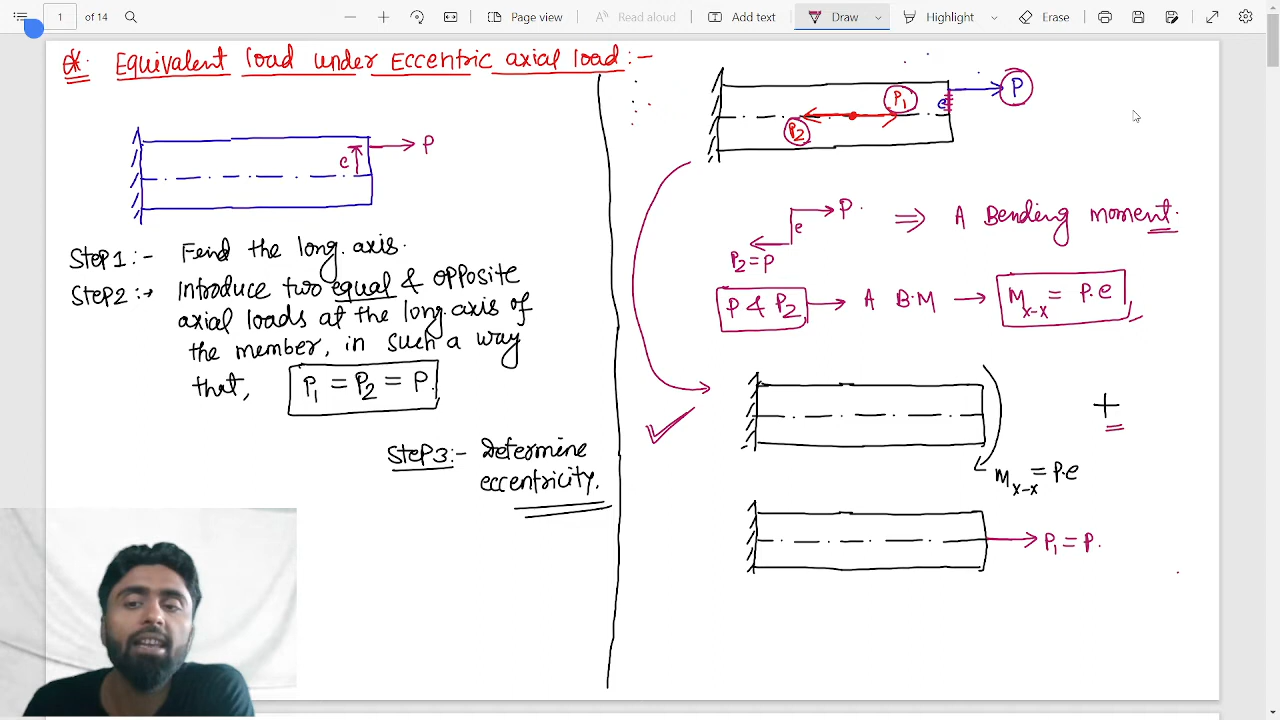 1 of 14
Page view
Read aloud
Add text
Draw
Highlight
Erase
Ex. Equivalent load under Eccentric axial load :-
e
P
Step 1 :- Feind the long. axis.
Step 2 :→ Introduce two equal & opposite
axial loads at the long. axis of
the member, in such a way
that, P1 = P2 = P.
Step 3 :- Determine
eccentricity.
P1
P2
e
P
P.
e
P2 = P
⇒ A Bending moment.
P & P2 → A B.M → Mx-x = P.e
+
Mx-x = P.e
P1 = P.